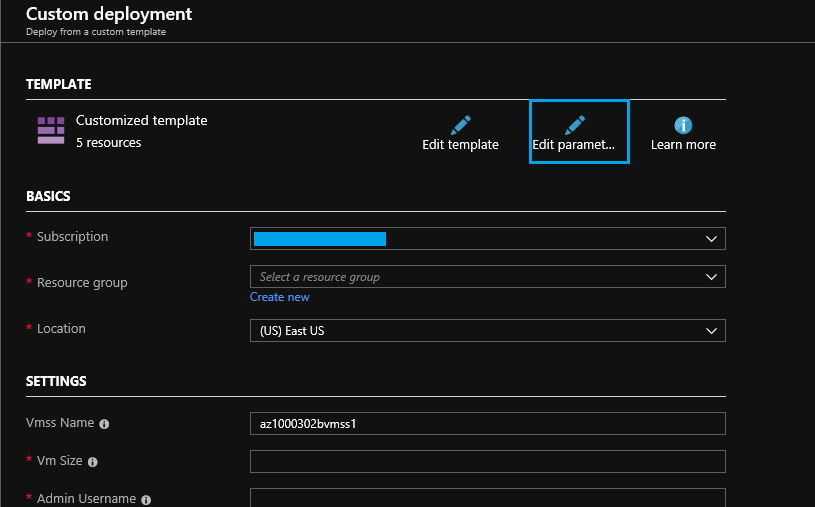 Custom deployment
Deploy from a custom template
TEMPLATE
Customized template
5 resources
Edit template
Edit paramet...
Learn more
BASICS
* Subscription
* Resource group
Select a resource group
Create new
* Location
(US) East US
SETTINGS
Vmss Name
az1000302bvmss1
* Vm Size
* Admin Username